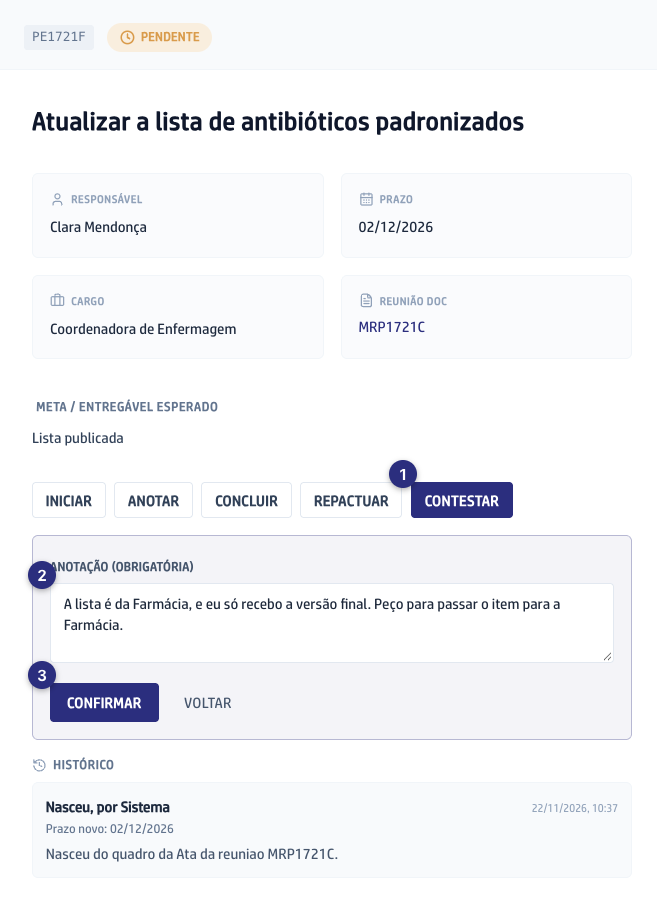 PE1721F
PENDENTE
Atualizar a lista de antibióticos padronizados
RESPONSÁVEL
Clara Mendonça
PRAZO
02/12/2026
CARGO
Coordenadora de Enfermagem
REUNIÃO DOC
MRP1721C
META / ENTREGÁVEL ESPERADO
Lista publicada
1
INICIAR ANOTAR CONCLUIR REPACTUAR CONTESTAR
2
ANOTAÇÃO (OBRIGATÓRIA)
A lista é da Farmácia, e eu só recebo a versão final. Peço para passar o item para a
Farmácia.
3
CONFIRMAR VOLTAR
HISTÓRICO
Nasceu, por Sistema 22/11/2026, 10:37
Prazo novo: 02/12/2026
Nasceu do quadro da Ata da reuniao MRP1721C.